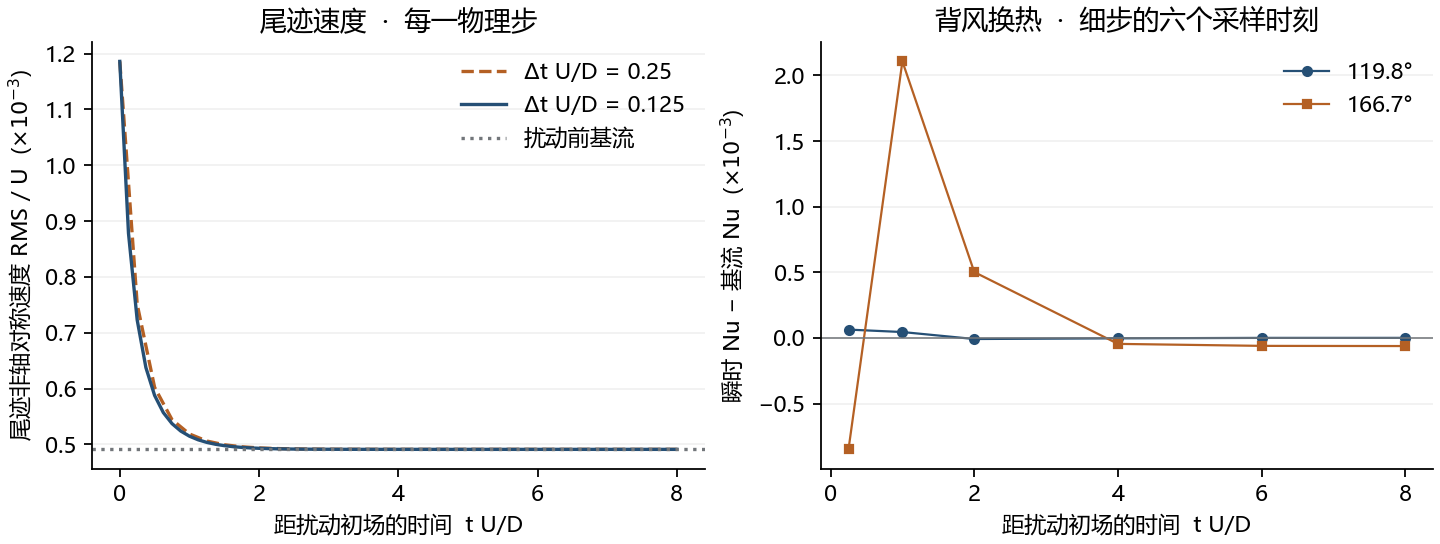 尾迹速度 · 每一物理步
尾迹非轴对称速度 RMS / U (×10⁻³)
1.2
1.1
1.0
0.9
0.8
0.7
0.6
0.5
Δt U/D = 0.25
Δt U/D = 0.125
扰动前基流
0 2 4 6 8
距扰动初场的时间 t U/D
背风换热 · 细步的六个采样时刻
瞬时 Nu − 基流 Nu (×10⁻³)
2.0
1.5
1.0
0.5
0.0
−0.5
119.8°
166.7°
0 2 4 6 8
距扰动初场的时间 t U/D